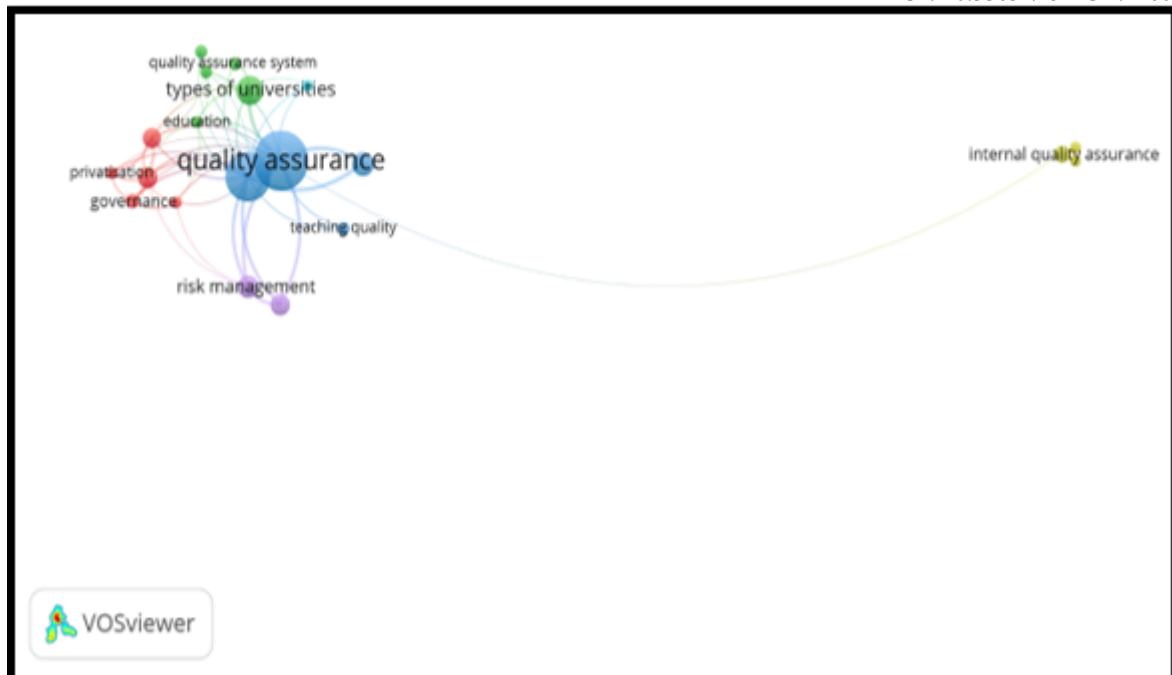 quality assurance system
types of universities
education
quality assurance
privatisation
governance
teaching quality
risk management
internal quality assurance
VOSviewer